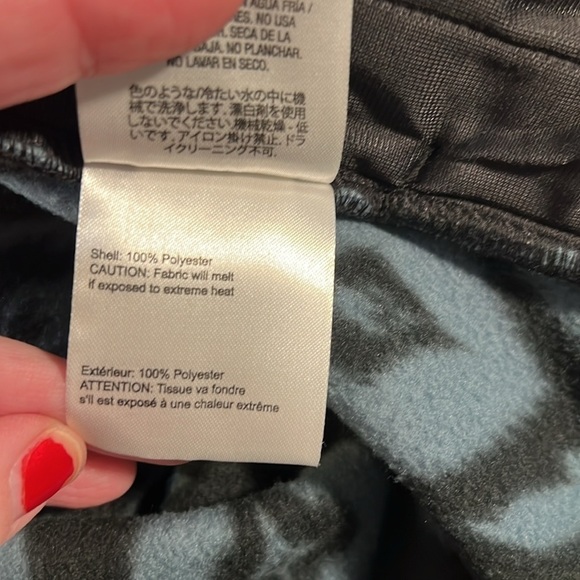 AGUA FRÍA /
NO USA
SECA DE LA
NO PLANCHAR.
NO LAVAR EN SECO.
色のような/冷たい水の中に機
械で洗浄します. 漂白剤を使用
しないでください. 機械乾燥 - 低
いです. アイロン掛け禁止. ドラ
イクリーニング不可.
Shell: 100% Polyester
CAUTION: Fabric will melt
if exposed to extreme heat
Extérieur: 100% Polyester
ATTENTION: Tissue va fondre
s'il est exposé à une chaleur extrême